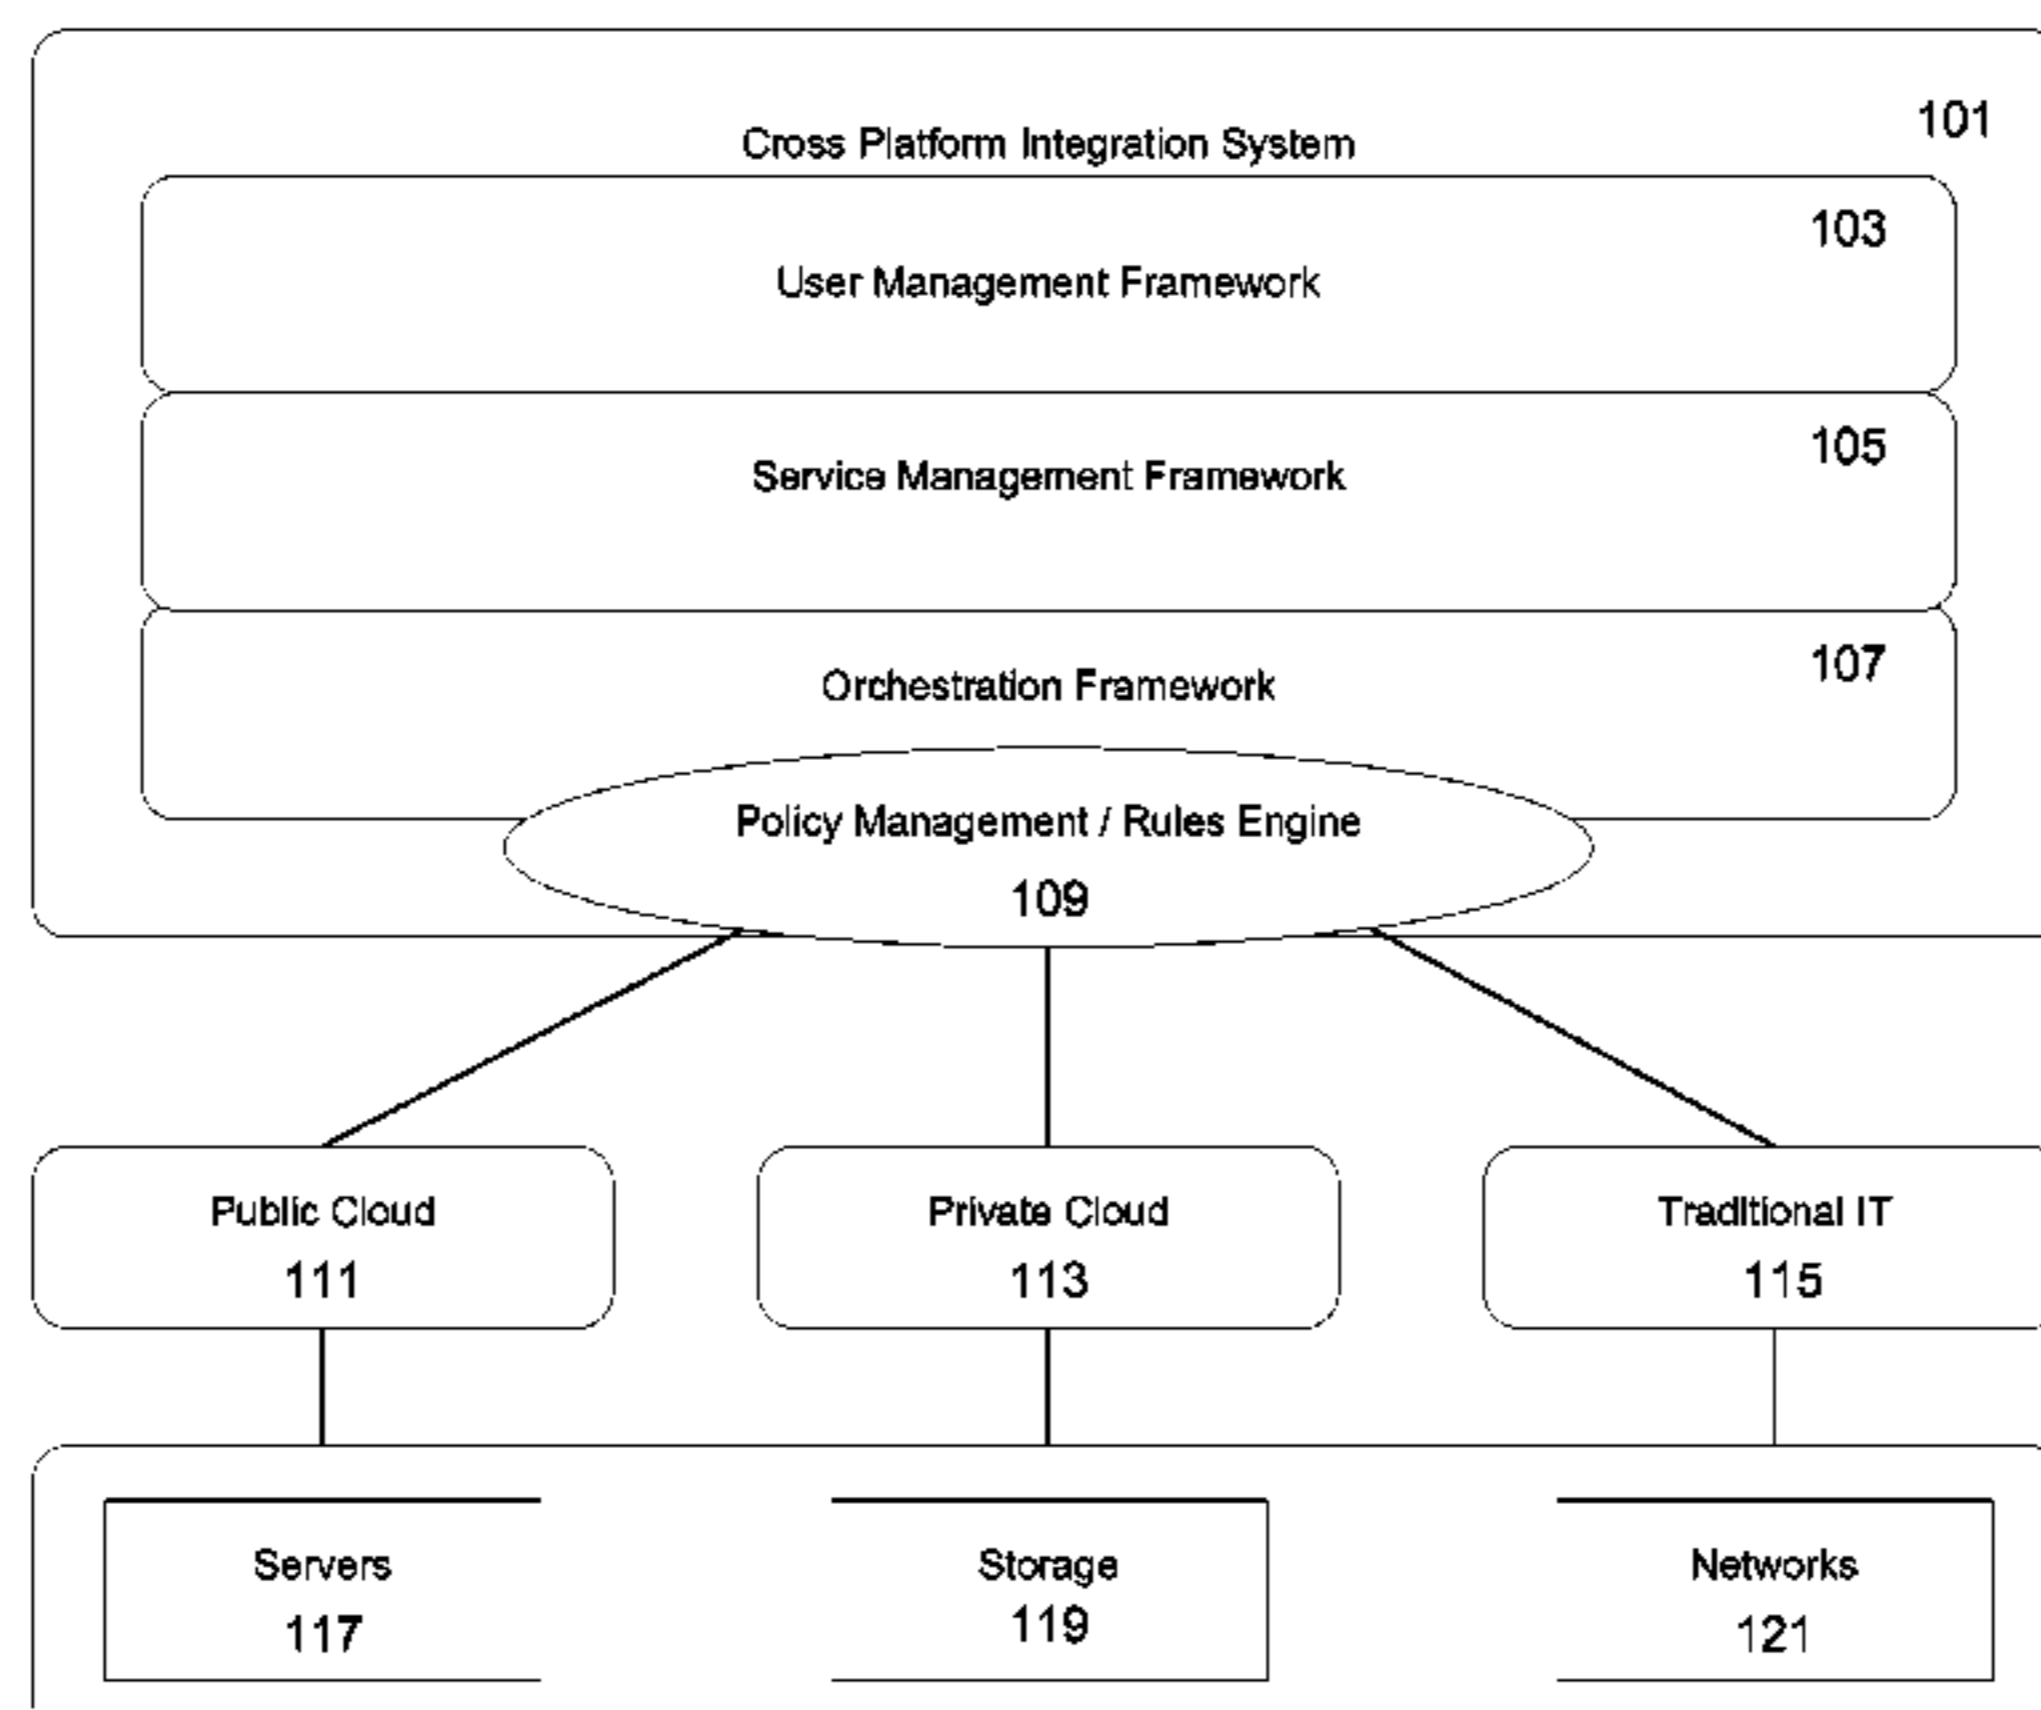 101
Cross Platform Integration System
103
User Management Framework
105
Service Management Framework
107
Orchestration Framework
Policy Management / Rules Engine
109
Public Cloud
111
Private Cloud
113
Traditional IT
115
Servers
117
Storage
119
Networks
121